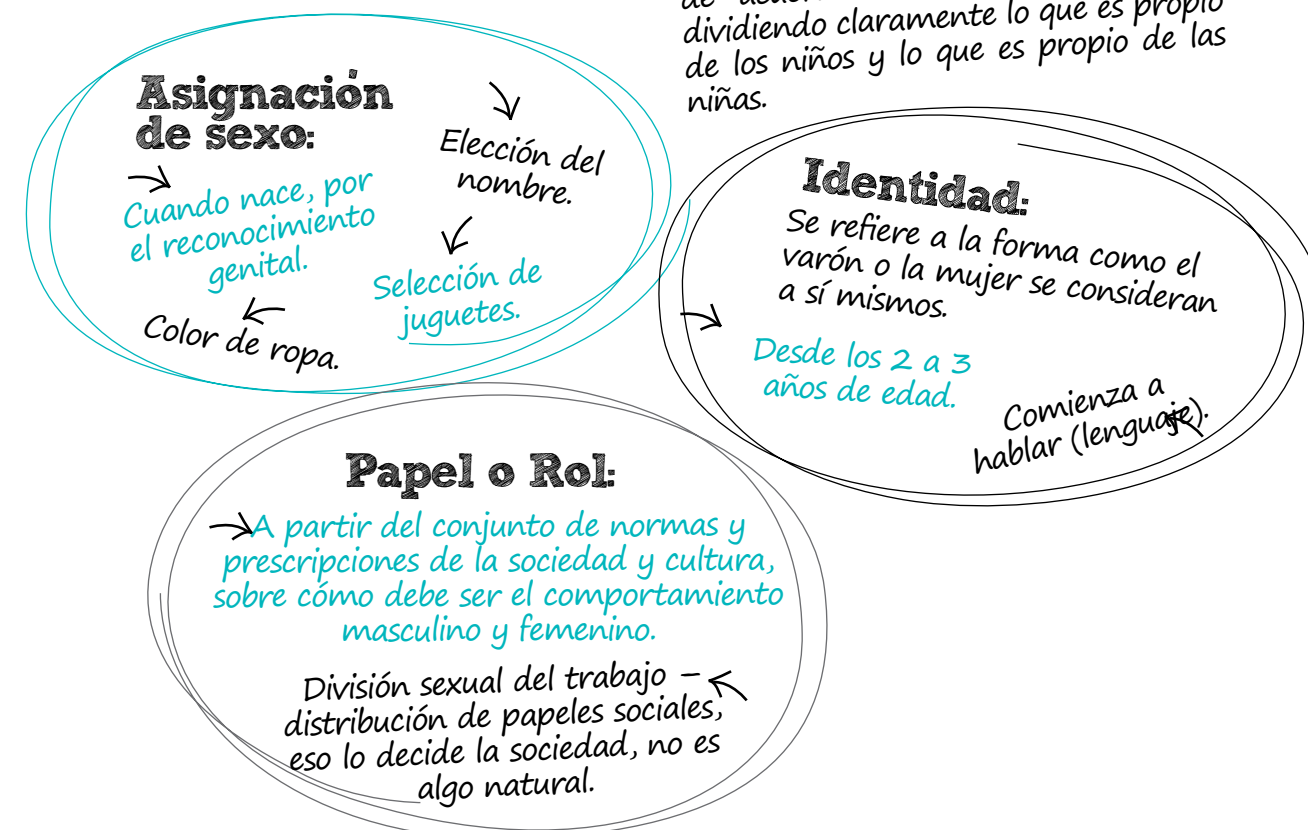 dividiendo claramente lo que es propio
de los niños y lo que es propio de las
niñas.
Asignación
de sexo:
Cuando nace, por
el reconocimiento
genital.
Color de ropa.
Elección del
nombre.
Selección de
juguetes.
Identidad:
Se refiere a la forma como el
varón o la mujer se consideran
a sí mismos.
Desde los 2 a 3
años de edad.
Comienza a
hablar (lenguaje).
Papel o Rol:
A partir del conjunto de normas y
prescripciones de la sociedad y cultura,
sobre cómo debe ser el comportamiento
masculino y femenino.
División sexual del trabajo –
distribución de papeles sociales,
eso lo decide la sociedad, no es
algo natural.